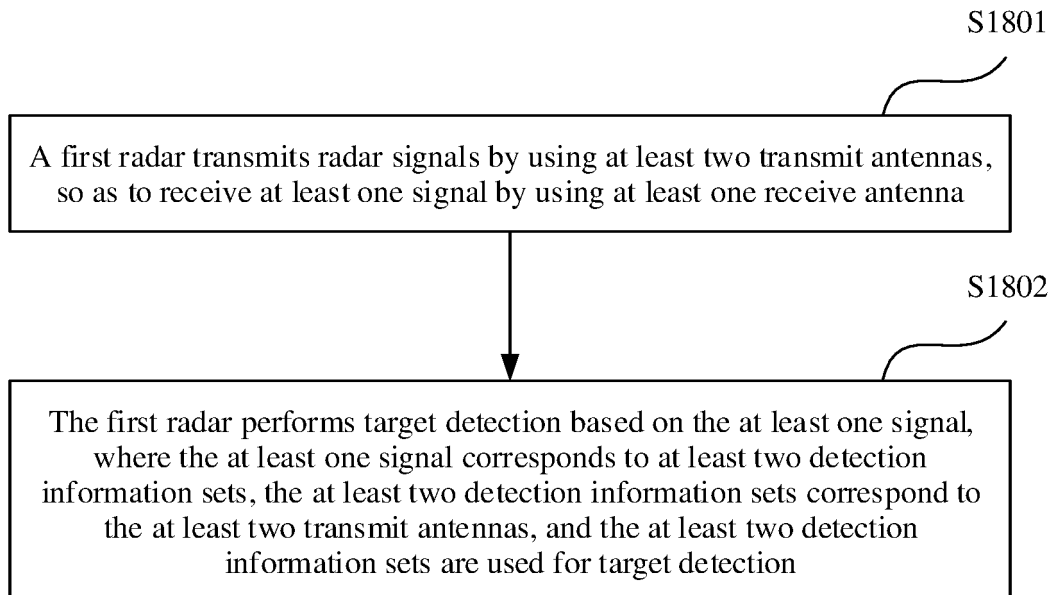 S1801
A first radar transmits radar signals by using at least two transmit antennas,
so as to receive at least one signal by using at least one receive antenna
S1802
The first radar performs target detection based on the at least one signal,
where the at least one signal corresponds to at least two detection
information sets, the at least two detection information sets correspond to
the at least two transmit antennas, and the at least two detection
information sets are used for target detection